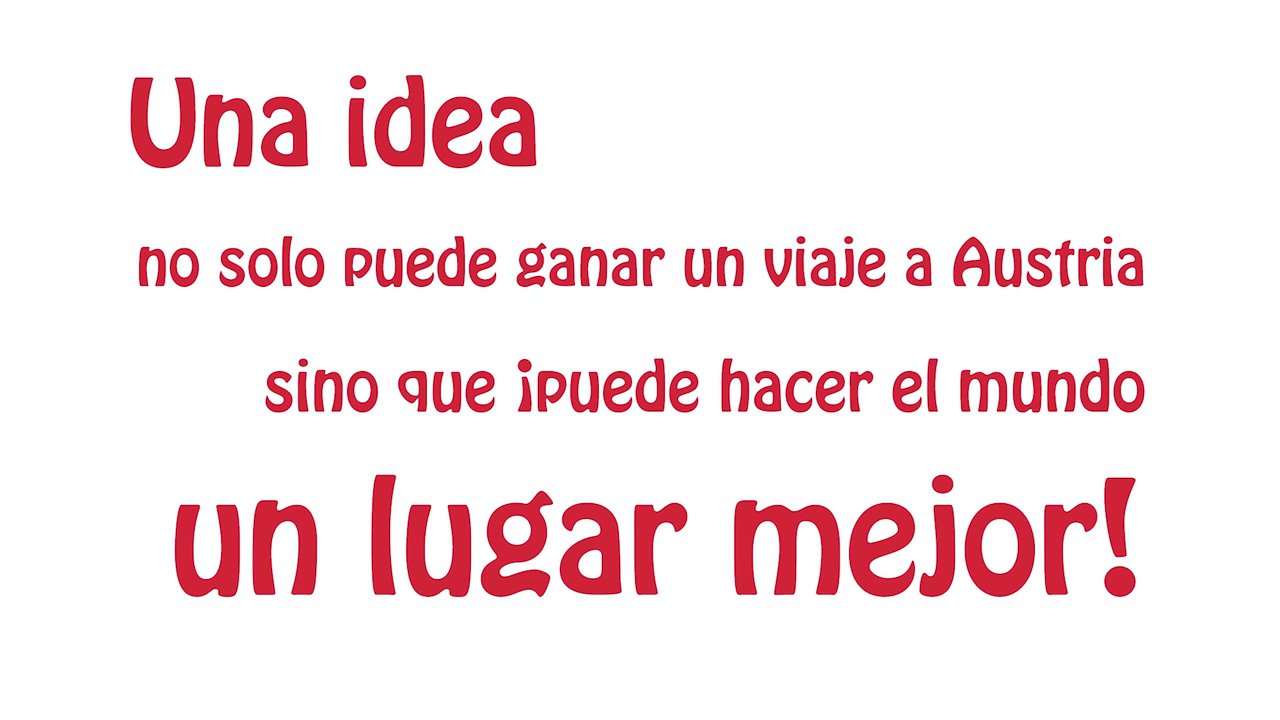 Una idea
no solo puede ganar un viaje a Austria
sino que ¡puede hacer el mundo
un lugar mejor!